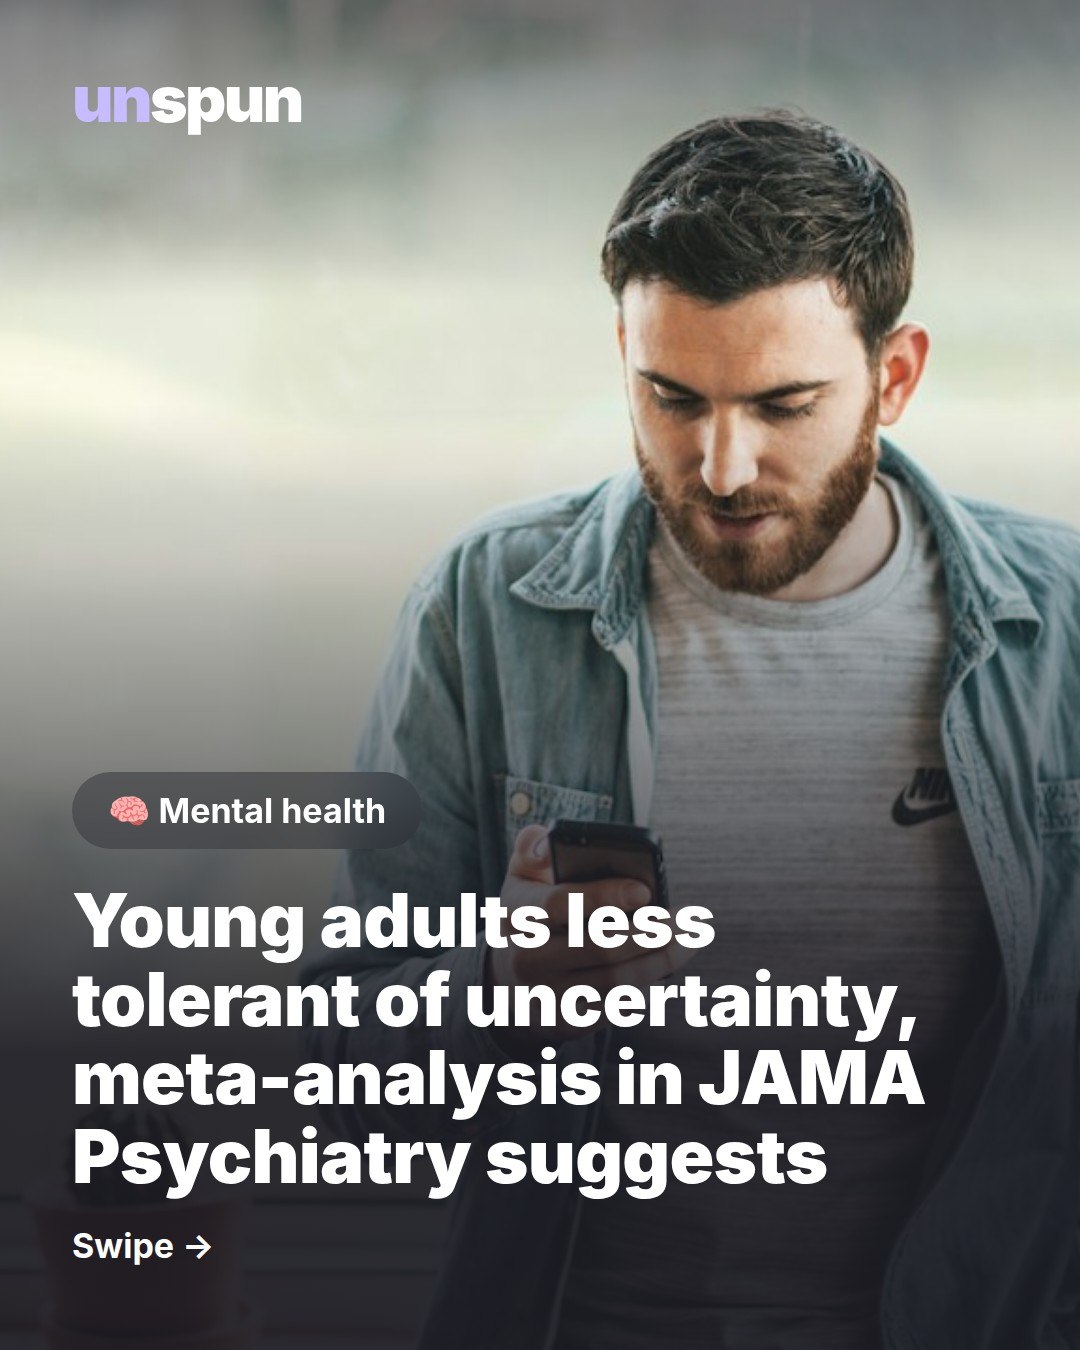 unspun
🧠 Mental health
Young adults less
tolerant of uncertainty,
meta-analysis in JAMA
Psychiatry suggests
Swipe →